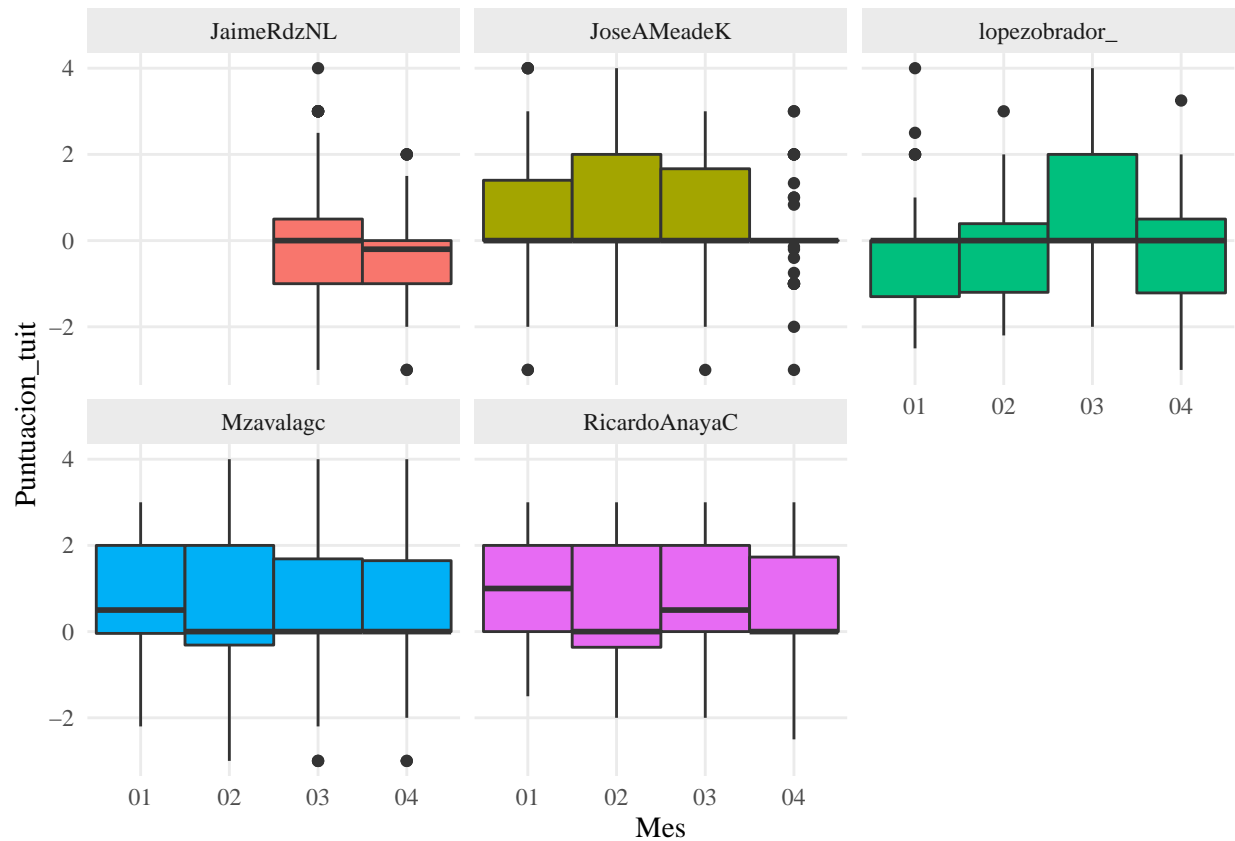 JaimeRdzNL JoseAMeadeK lopezobrador_
4
2
0
−2
01 02 03 04
Mzavalagc RicardoAnayaC
4
2
0
−2
01 02 03 04 01 02 03 04
Mes
Puntuacion_tuit